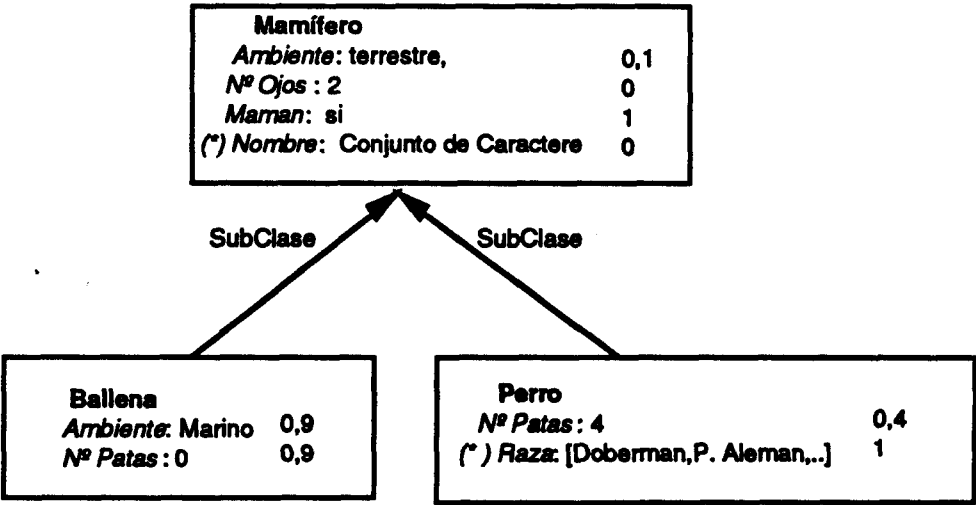 Mamífero
Ambiente: terrestre, 0,1
Nº Ojos : 2 0
Maman: si 1
(*) Nombre: Conjunto de Caractere 0
SubClase SubClase
Ballena
Ambiente: Marino 0,9
Nº Patas : 0 0,9
Perro
Nº Patas : 4 0,4
(*) Raza: [Doberman,P. Aleman,..] 1